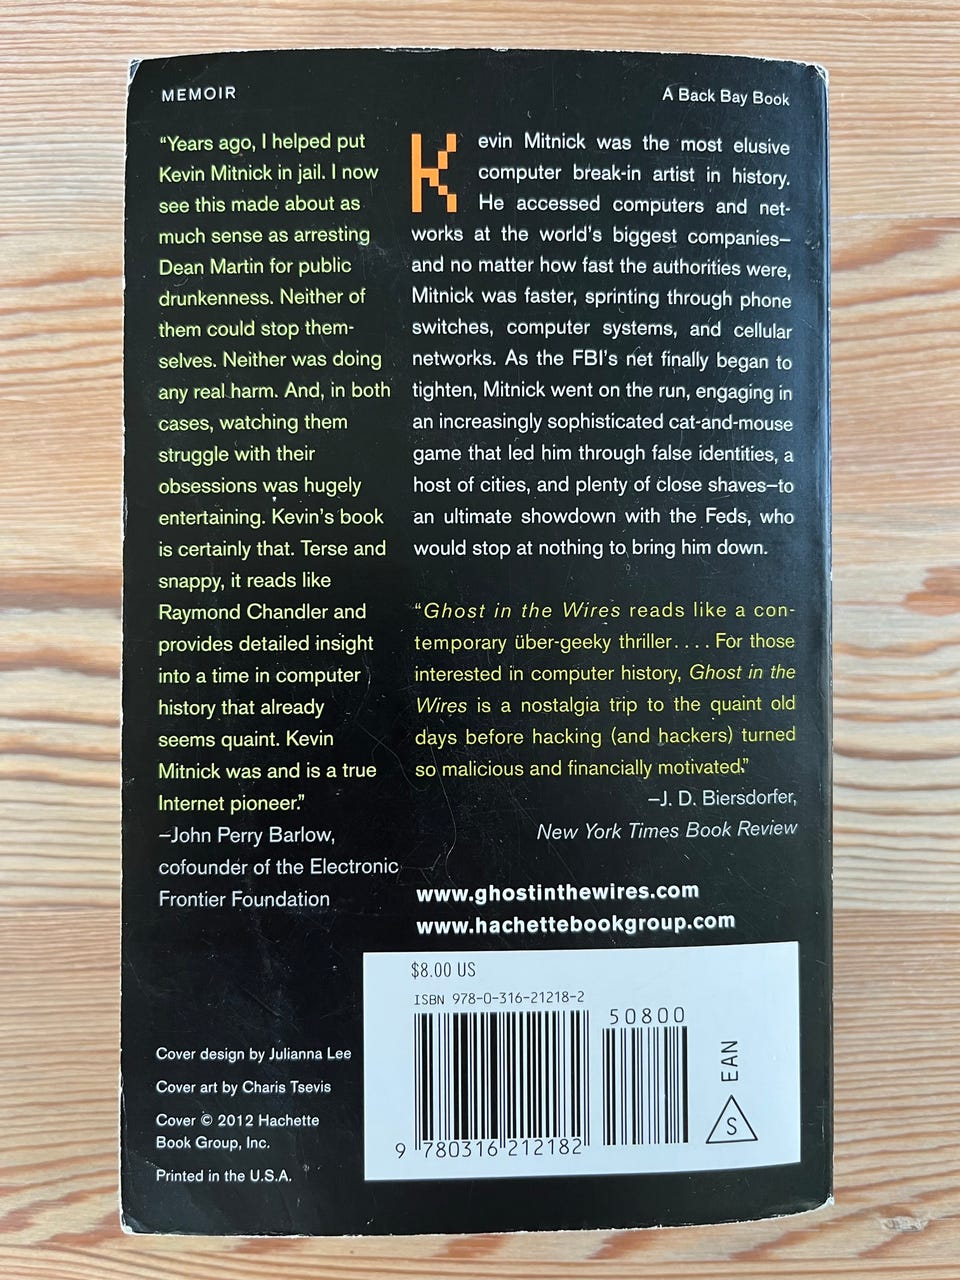 MEMOIR
A Back Bay Book
“Years ago, I helped put
Kevin Mitnick in jail. I now
see this made about as
much sense as arresting
Dean Martin for public
drunkenness. Neither of
them could stop them-
selves. Neither was doing
any real harm. And, in both
cases, watching them
struggle with their
obsessions was hugely
entertaining. Kevin’s book
is certainly that. Terse and
snappy, it reads like
Raymond Chandler and
provides detailed insight
into a time in computer
history that already
seems quaint. Kevin
Mitnick was and is a true
Internet pioneer.”
—John Perry Barlow,
cofounder of the Electronic
Frontier Foundation
Kevin Mitnick was the most elusive
computer break-in artist in history.
He accessed computers and net-
works at the world’s biggest companies—
and no matter how fast the authorities were,
Mitnick was faster, sprinting through phone
switches, computer systems, and cellular
networks. As the FBI’s net finally began to
tighten, Mitnick went on the run, engaging in
an increasingly sophisticated cat-and-mouse
game that led him through false identities, a
host of cities, and plenty of close shaves—to
an ultimate showdown with the Feds, who
would stop at nothing to bring him down.
“Ghost in the Wires reads like a con-
temporary über-geeky thriller. . . . For those
interested in computer history, Ghost in the
Wires is a nostalgia trip to the quaint old
days before hacking (and hackers) turned
so malicious and financially motivated.”
—J. D. Biersdorfer,
New York Times Book Review
www.ghostinthewires.com
www.hachettebookgroup.com
$8.00 US
ISBN 978-0-316-21218-2
50800
9 780316 212182
EAN
S
Cover design by Julianna Lee
Cover art by Charis Tsevis
Cover © 2012 Hachette
Book Group, Inc.
Printed in the U.S.A.